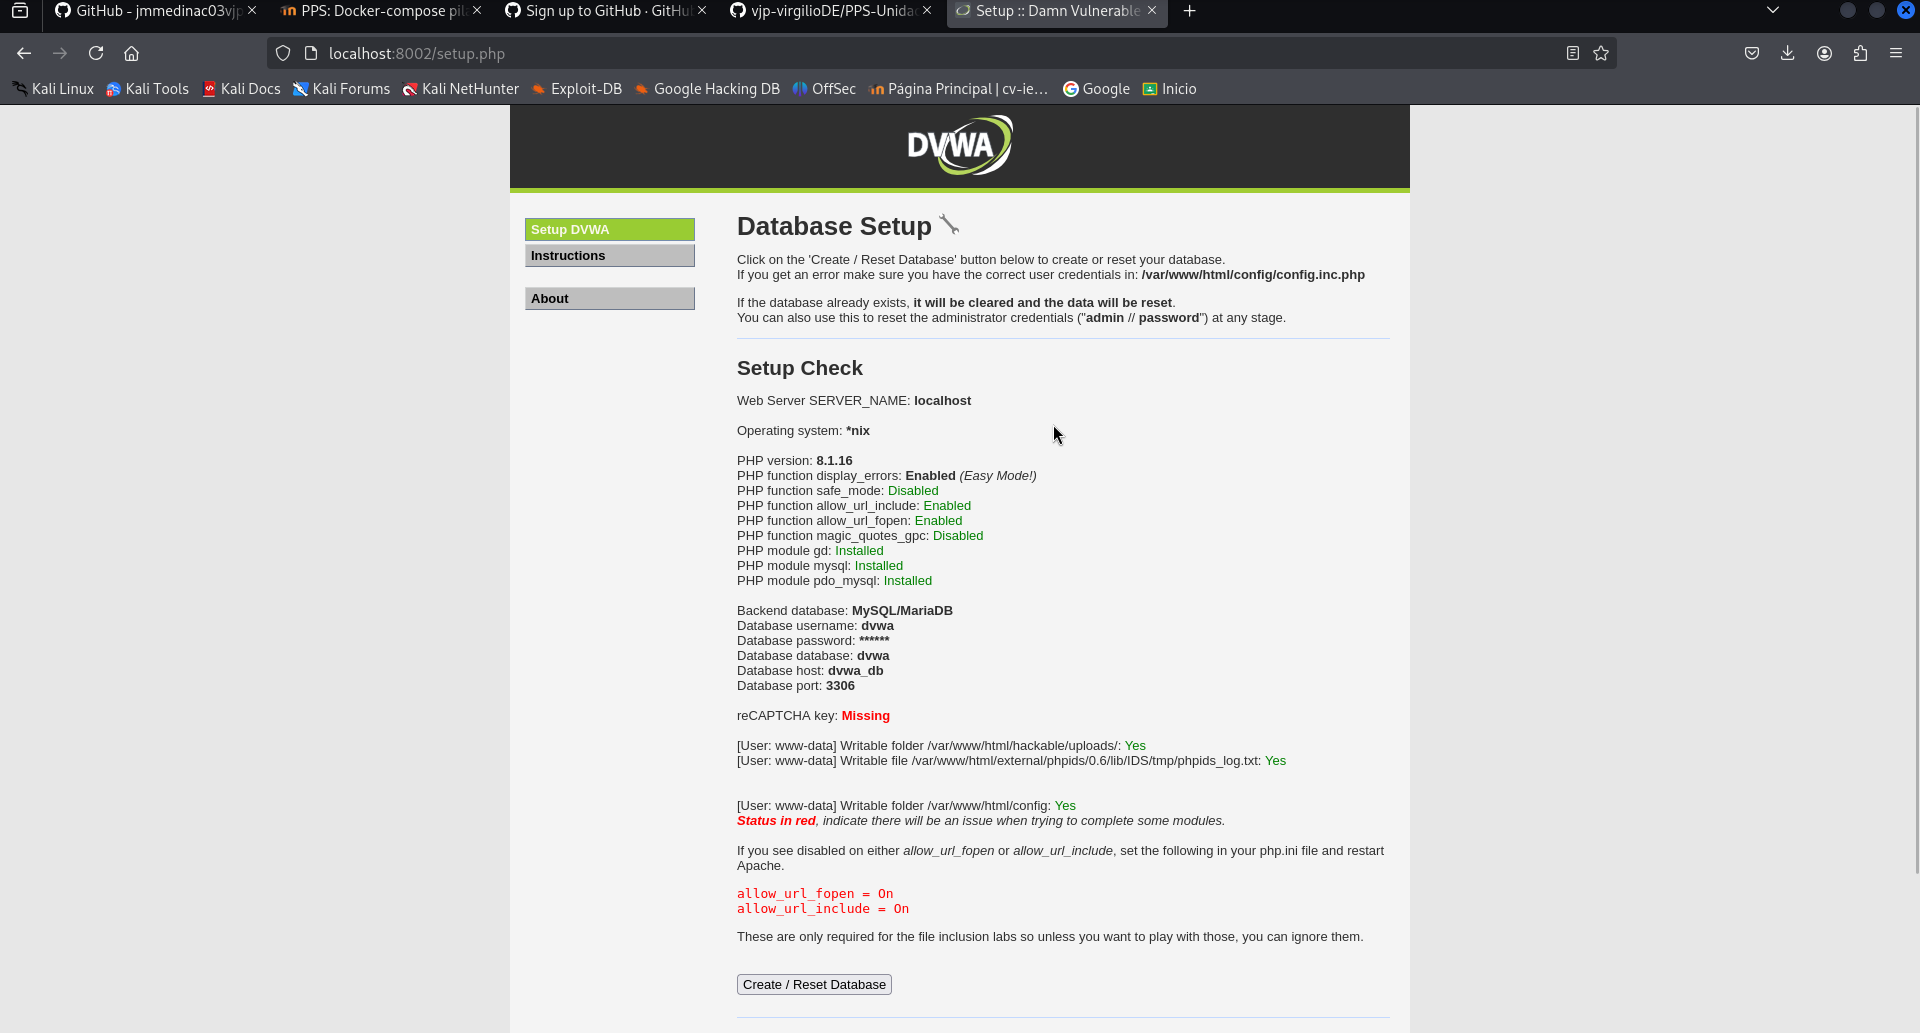 GitHub - jmmedinac03vjp
PPS: Docker-compose pil
Sign up to GitHub · GitHu
vjp-virgilioDE/PPS-Unida
Setup :: Damn Vulnerable
localhost:8002/setup.php
Kali Linux
Kali Tools
Kali Docs
Kali Forums
Kali NetHunter
Exploit-DB
Google Hacking DB
OffSec
Página Principal | cv-ie…
Google
Inicio
DVWA
Setup DVWA
Instructions
About
Database Setup
Click on the 'Create / Reset Database' button below to create or reset your database.
If you get an error make sure you have the correct user credentials in: /var/www/html/config/config.inc.php
If the database already exists, it will be cleared and the data will be reset.
You can also use this to reset the administrator credentials ("admin // password") at any stage.
Setup Check
Web Server SERVER_NAME: localhost
Operating system: *nix
PHP version: 8.1.16
PHP function display_errors: Enabled (Easy Mode!)
PHP function safe_mode: Disabled
PHP function allow_url_include: Enabled
PHP function allow_url_fopen: Enabled
PHP function magic_quotes_gpc: Disabled
PHP module gd: Installed
PHP module mysql: Installed
PHP module pdo_mysql: Installed
Backend database: MySQL/MariaDB
Database username: dvwa
Database password: ******
Database database: dvwa
Database host: dvwa_db
Database port: 3306
reCAPTCHA key: Missing
[User: www-data] Writable folder /var/www/html/hackable/uploads/: Yes
[User: www-data] Writable file /var/www/html/external/phpids/0.6/lib/IDS/tmp/phpids_log.txt: Yes
[User: www-data] Writable folder /var/www/html/config: Yes
Status in red, indicate there will be an issue when trying to complete some modules.
If you see disabled on either allow_url_fopen or allow_url_include, set the following in your php.ini file and restart
Apache.
allow_url_fopen = On
allow_url_include = On
These are only required for the file inclusion labs so unless you want to play with those, you can ignore them.
Create / Reset Database